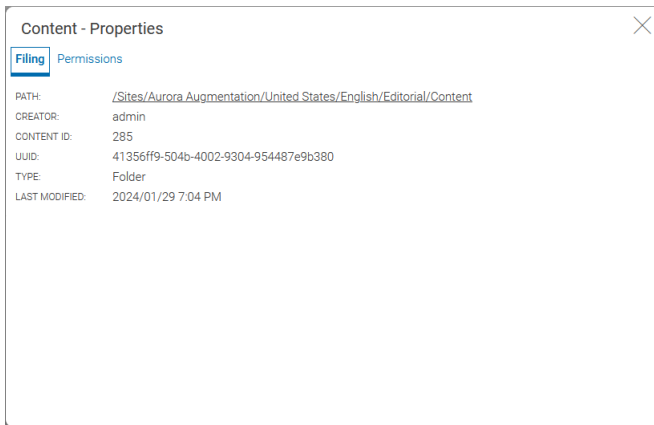 Content - Properties
Filing Permissions
PATH: /Sites/Aurora Augmentation/United States/English/Editorial/Content
CREATOR: admin
CONTENT ID: 285
UUID: 41356ff9-504b-4002-9304-954487e9b380
TYPE: Folder
LAST MODIFIED: 2024/01/29 7:04 PM